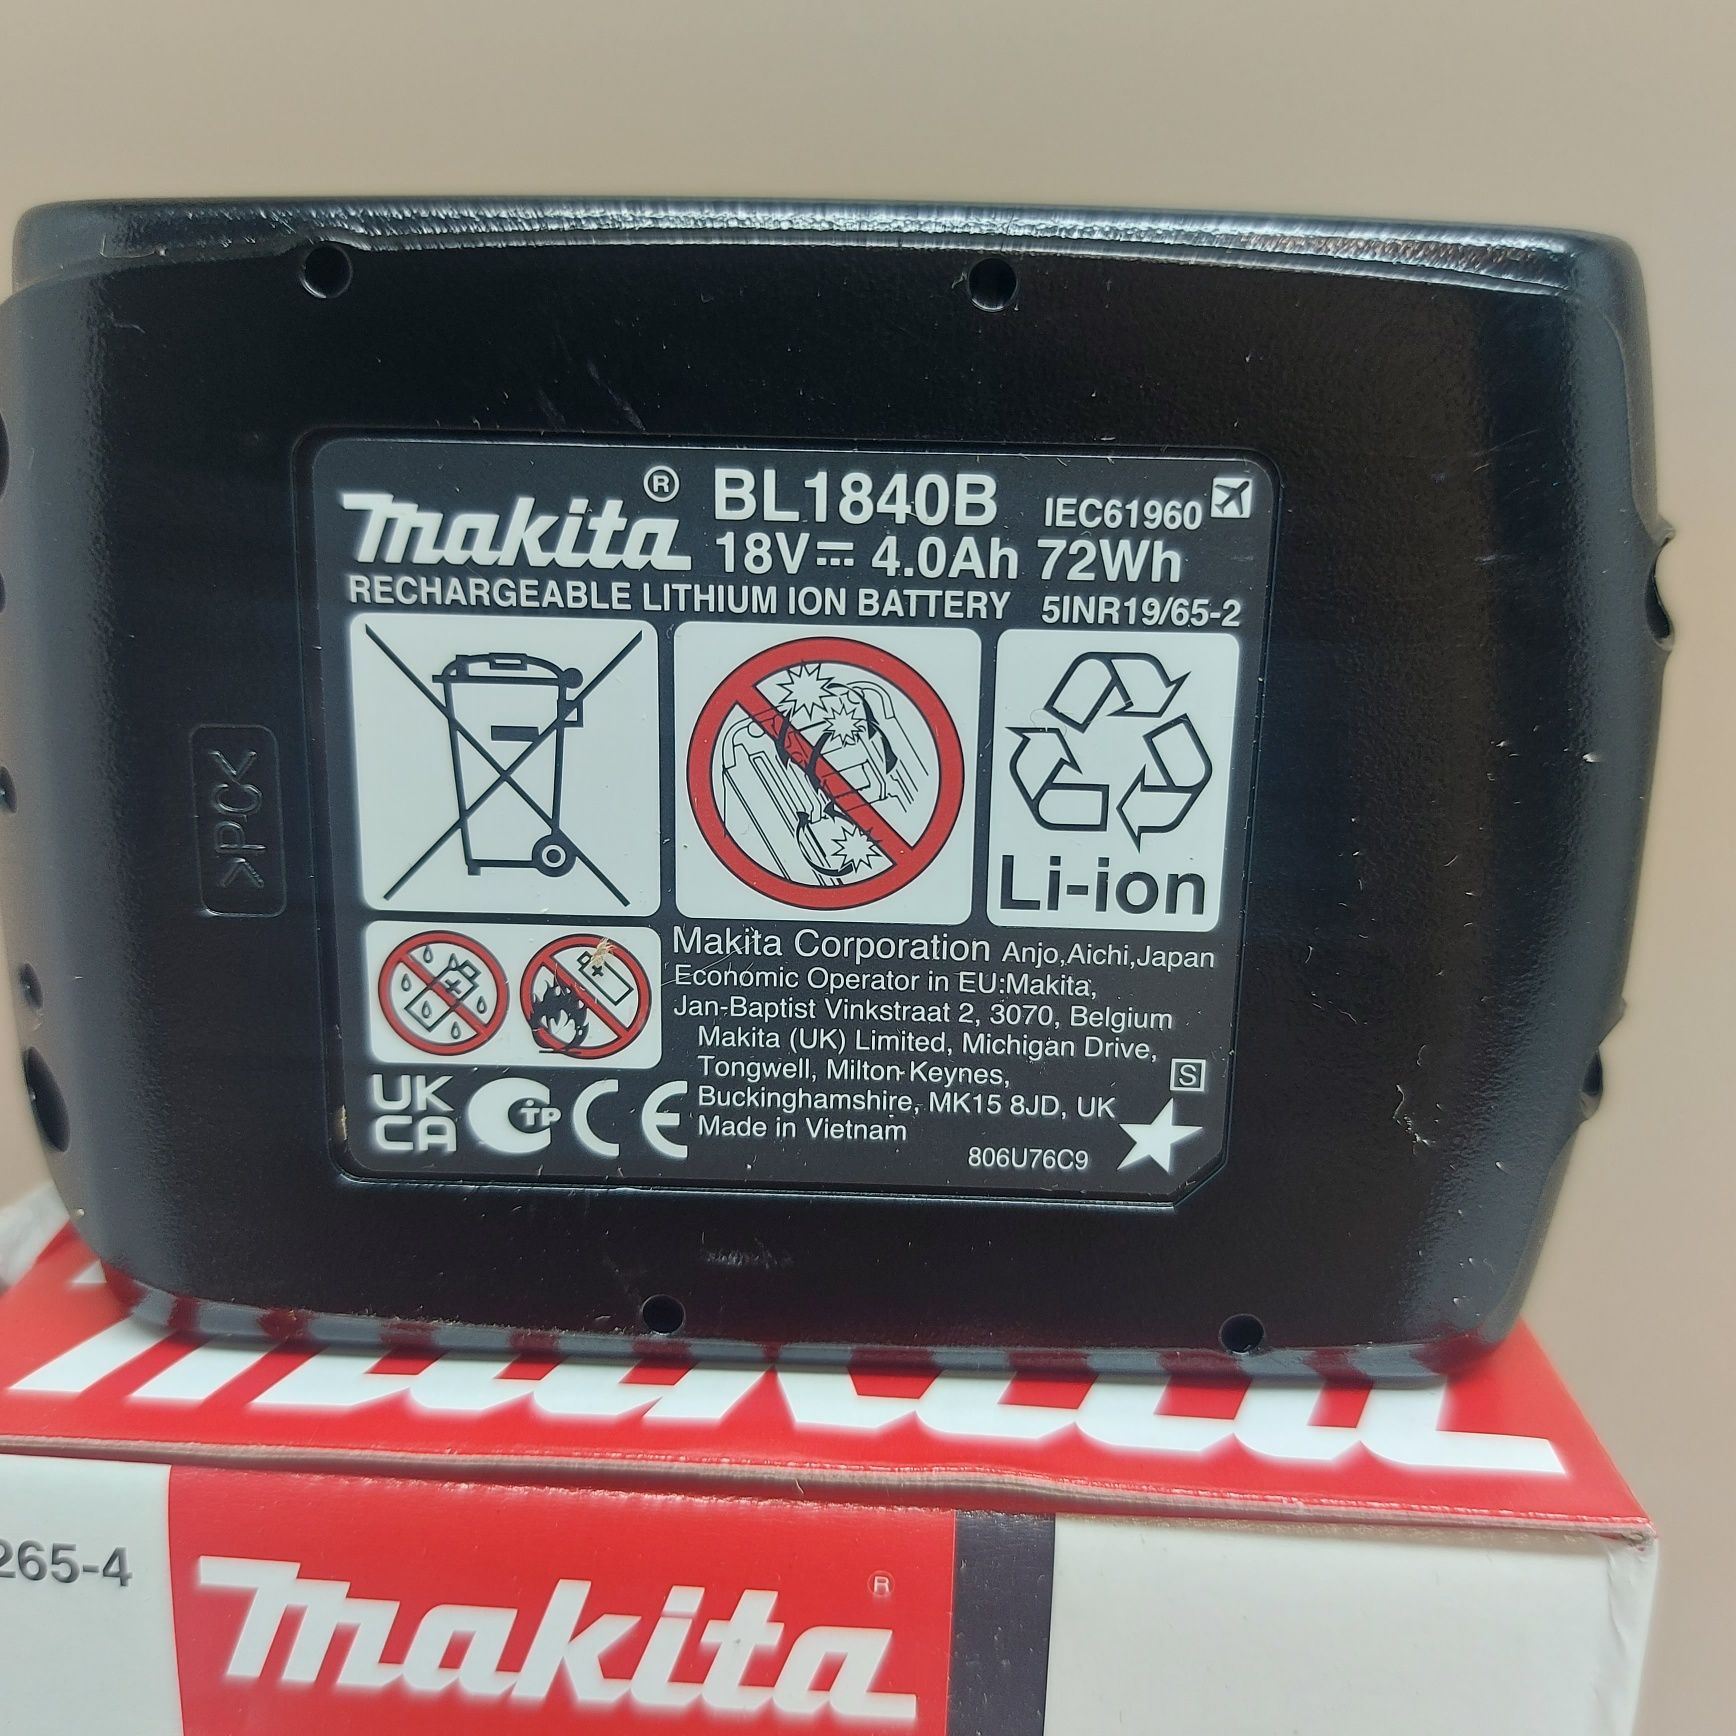 makita® BL1840B IEC61960
18V 4.0Ah 72Wh
RECHARGEABLE LITHIUM ION BATTERY 5INR19/65-2
>PC<
Li-ion
Makita Corporation Anjo,Aichi,Japan
Economic Operator in EU:Makita,
Jan-Baptist Vinkstraat 2, 3070, Belgium
Makita (UK) Limited, Michigan Drive,
Tongwell, Milton Keynes,
Buckinghamshire, MK15 8JD, UK
Made in Vietnam
S
UK
CA
CTP CE
806U76C9
makita
265-4
makita®